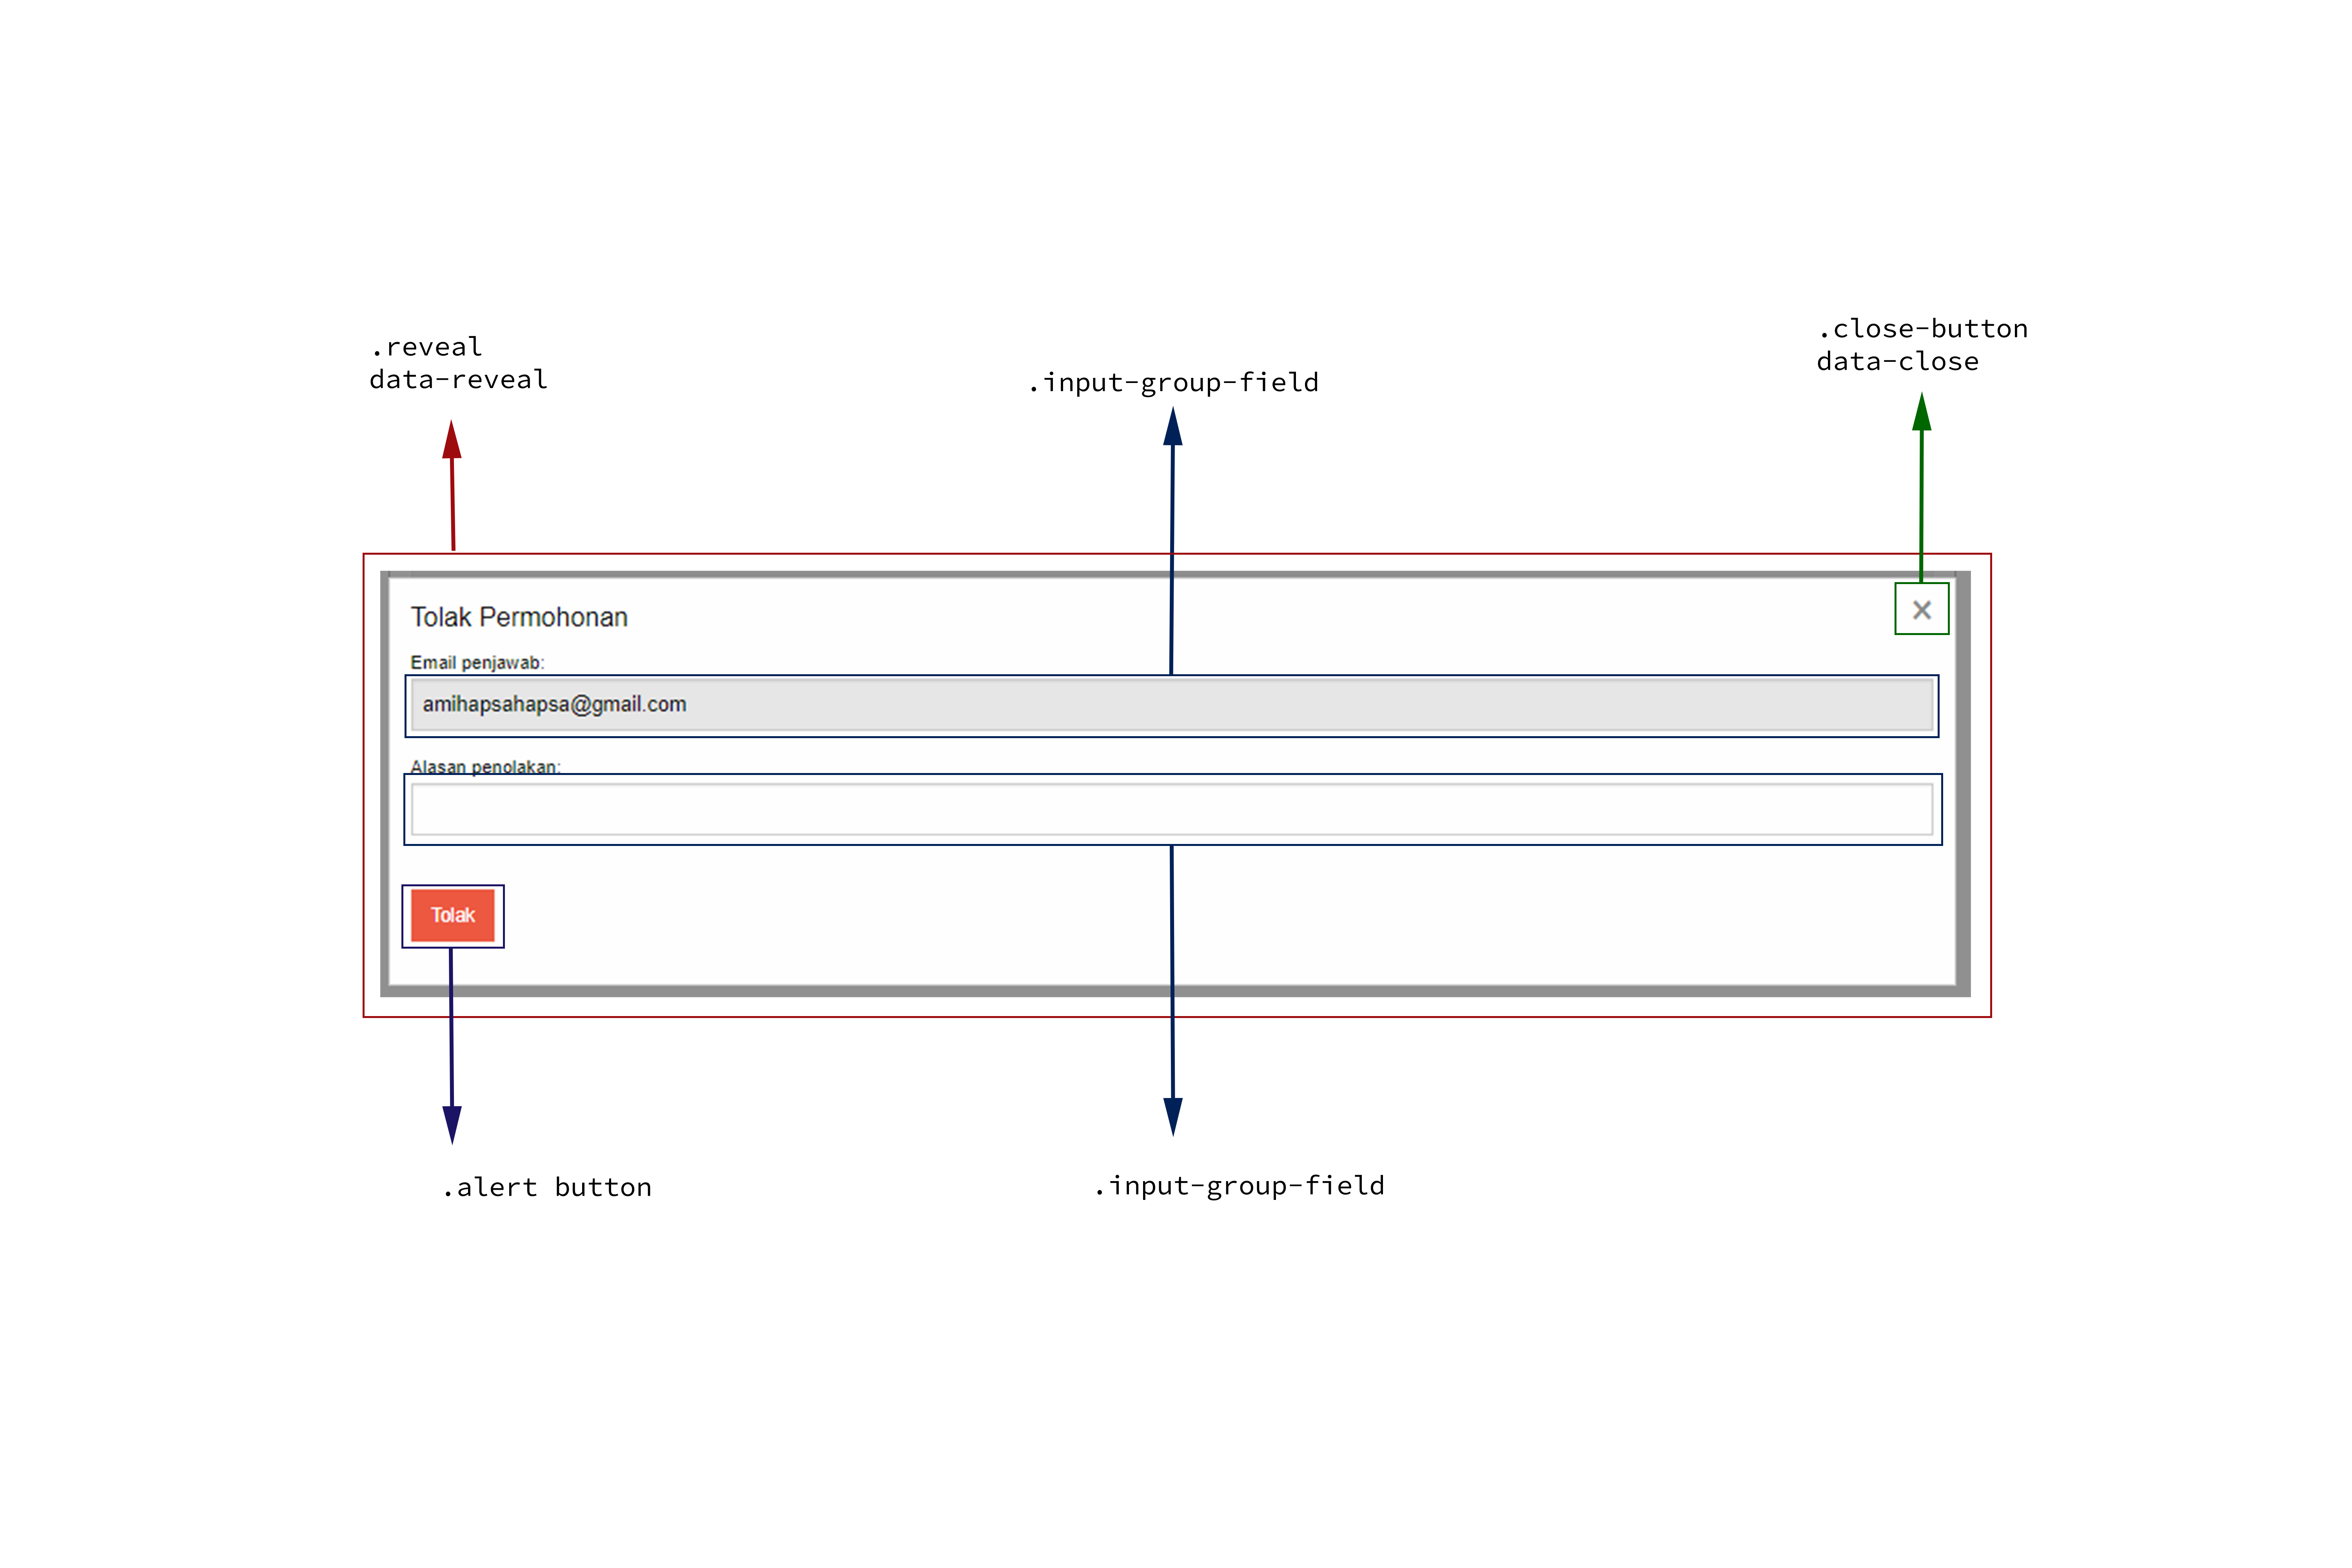 .reveal
data-reveal
.input-group-field
.close-button
data-close
Tolak Permohonan
×
Email penjawab:
amihapsahapsa@gmail.com
Alasan penolakan:
Tolak
.alert button
.input-group-field